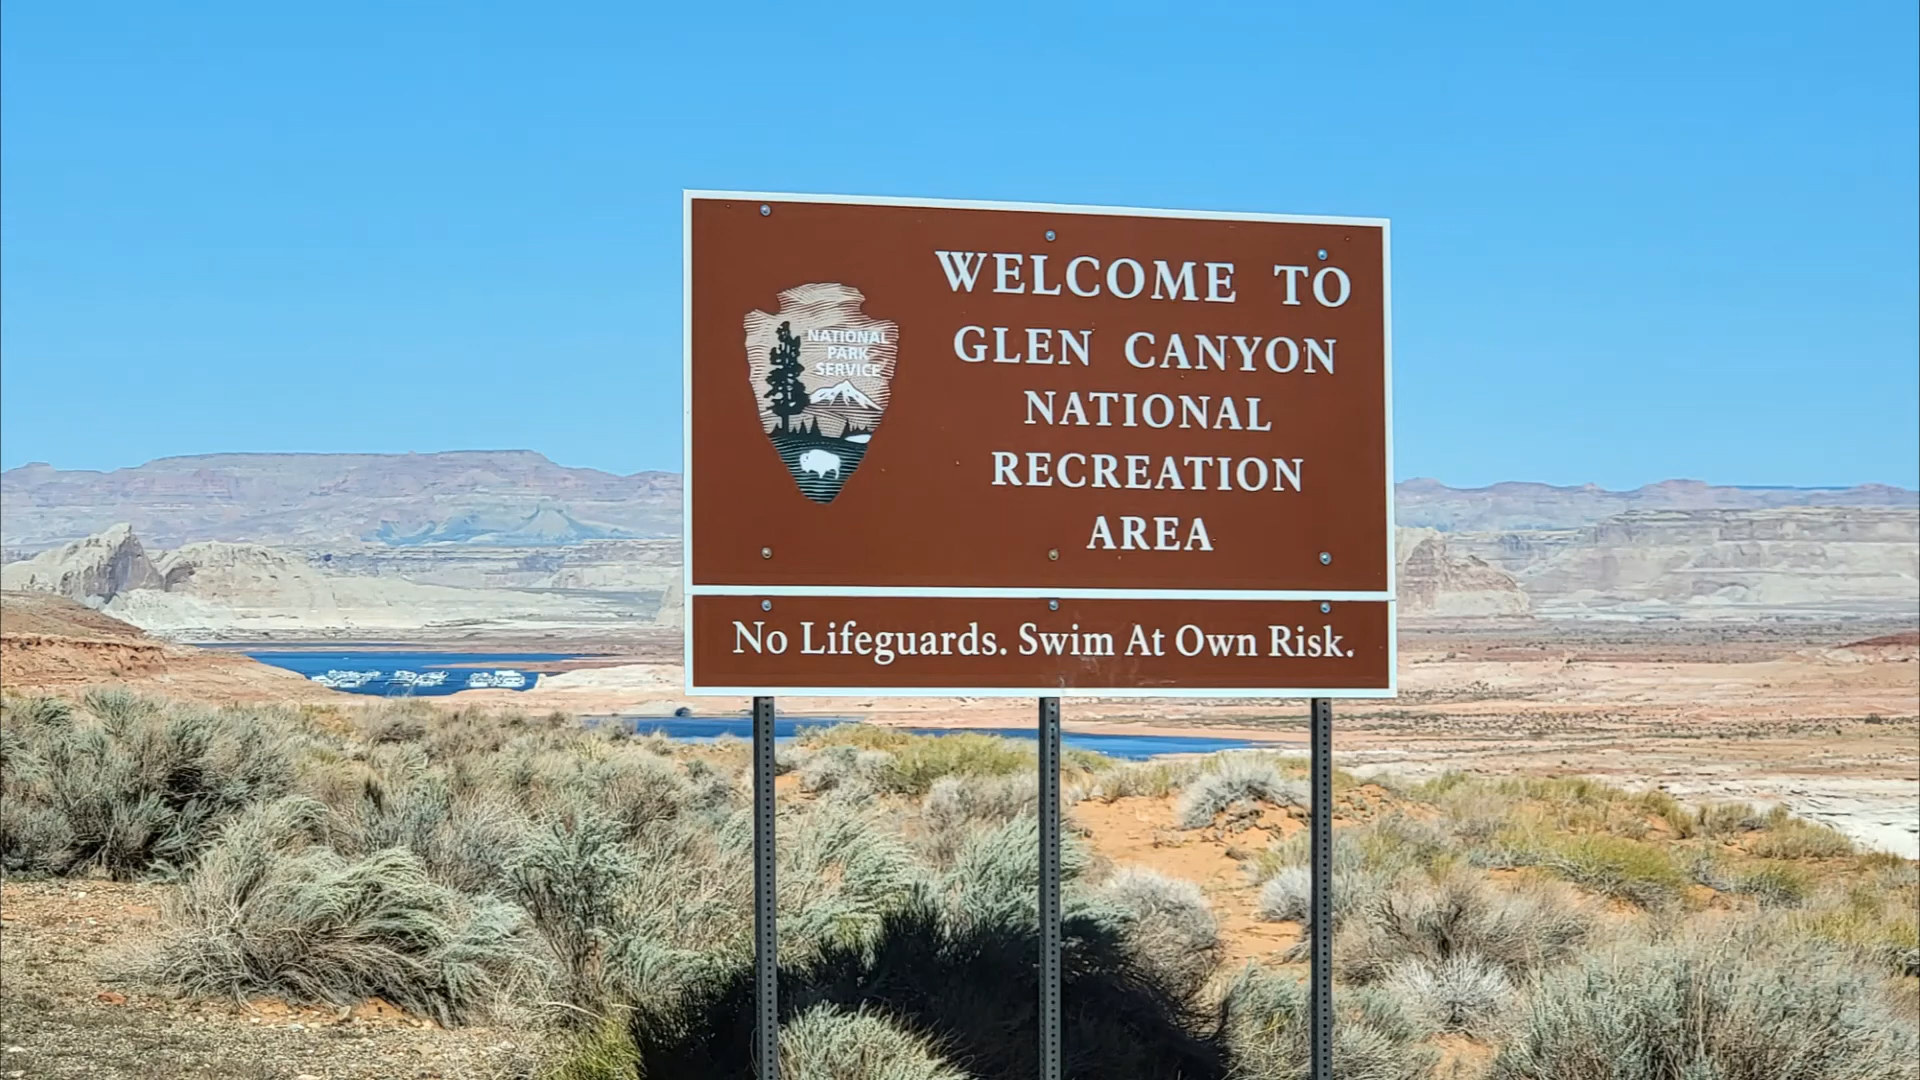 WELCOME TO
GLEN CANYON
NATIONAL
RECREATION
AREA
NATIONAL
PARK
SERVICE
No Lifeguards. Swim At Own Risk.